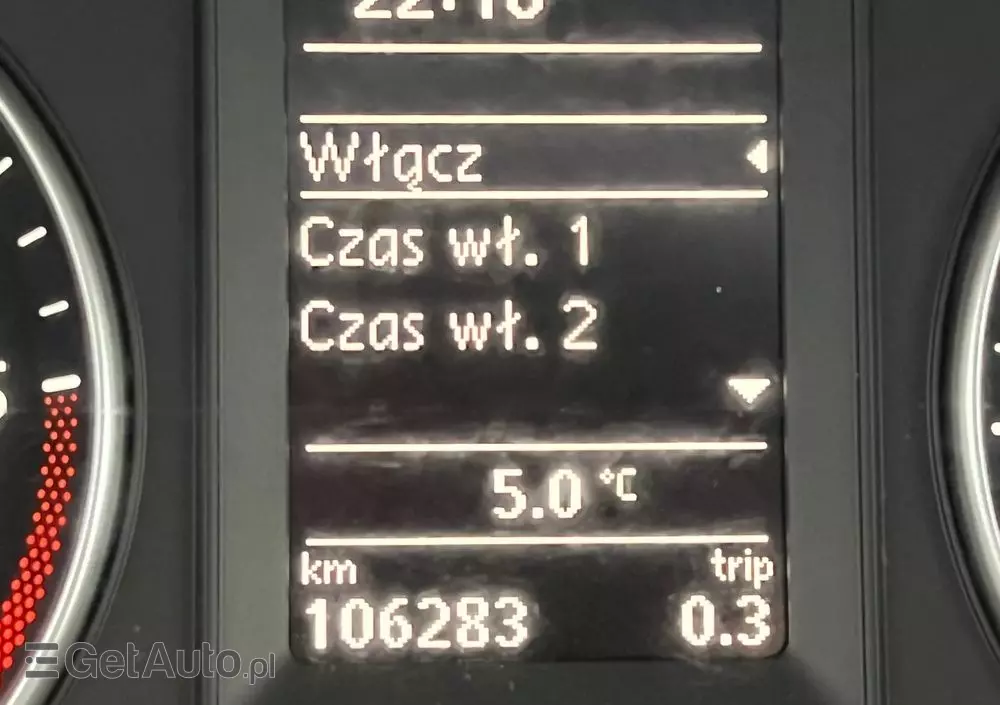 Włącz
Czas wł. 1
Czas wł. 2
5.0 °C
km trip
106283 0.3
GetAuto.pl